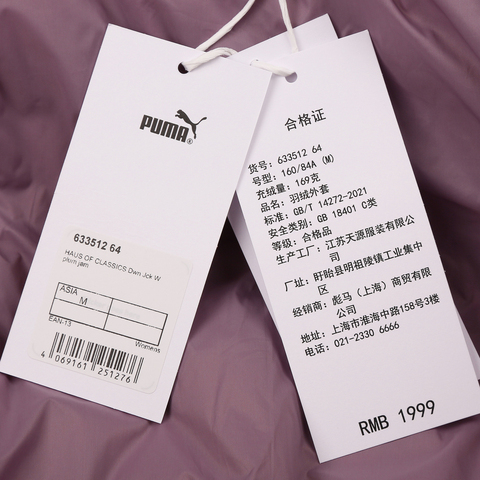 PUMA®
633512 64
HAUS OF CLASSICS Dwn Jck W
plum jam
ASIA
M
EAN-13
Womens
4 069161 251276
合格证
货号: 633512 64
号型: 160/84A (M)
充绒量: 169克
品名: 羽绒外套
标准: GB/T 14272-2021
安全类别: GB 18401 C类
等级: 合格品
生产工厂: 江苏天源服装有限公
司
厂址: 盱眙县明祖陵镇工业集中
区
经销商: 彪马（上海）商贸有限
公司
地址: 上海市淮海中路158号3楼
电话: 021-2330 6666
RMB 1999